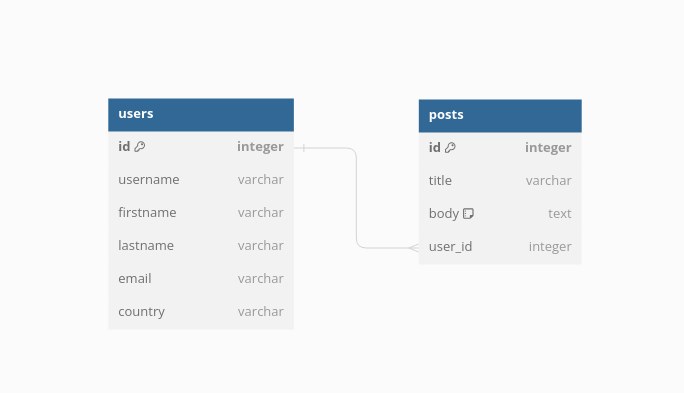 users
id integer
username varchar
firstname varchar
lastname varchar
email varchar
country varchar
posts
id integer
title varchar
body text
user_id integer